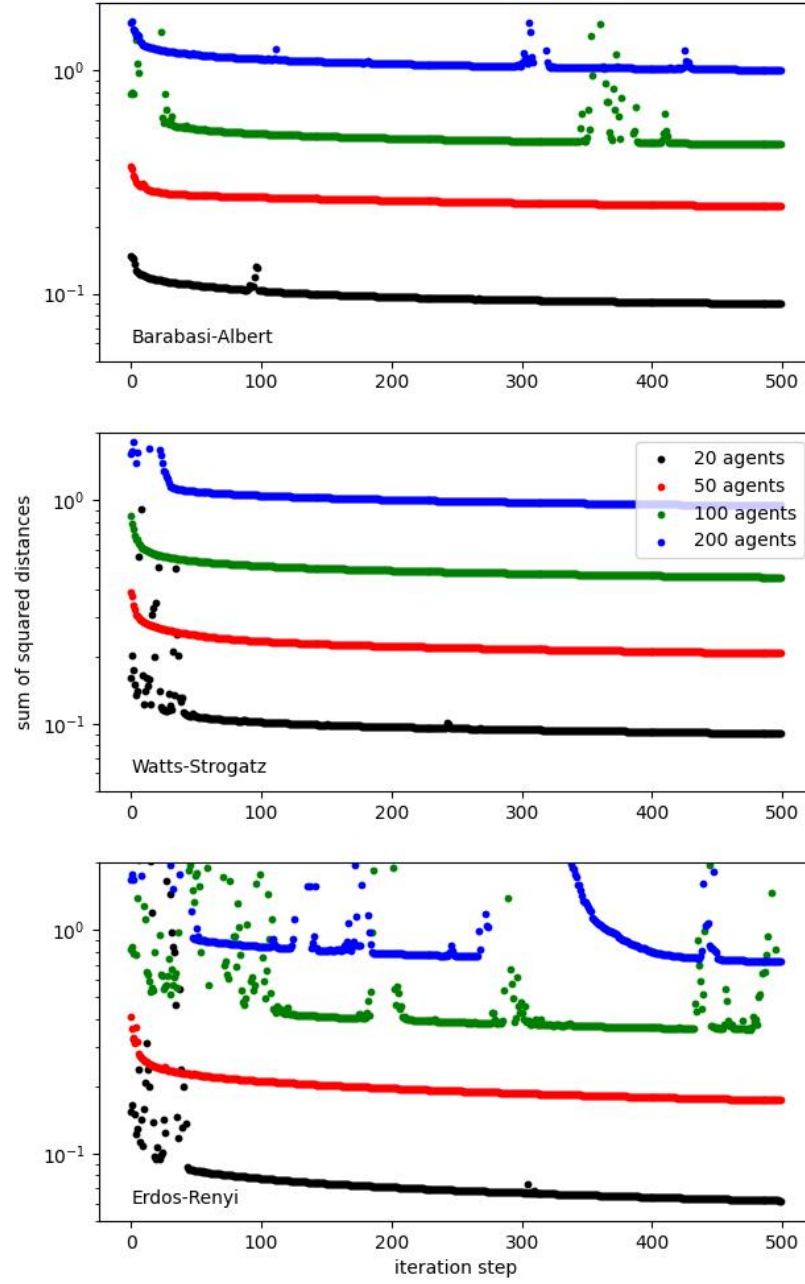 10⁰
10⁻¹
Barabasi-Albert
0 100 200 300 400 500
sum of squared distances
10⁰
10⁻¹
20 agents
50 agents
100 agents
200 agents
Watts-Strogatz
0 100 200 300 400 500
10⁰
10⁻¹
Erdos-Renyi
0 100 200 300 400 500
iteration step